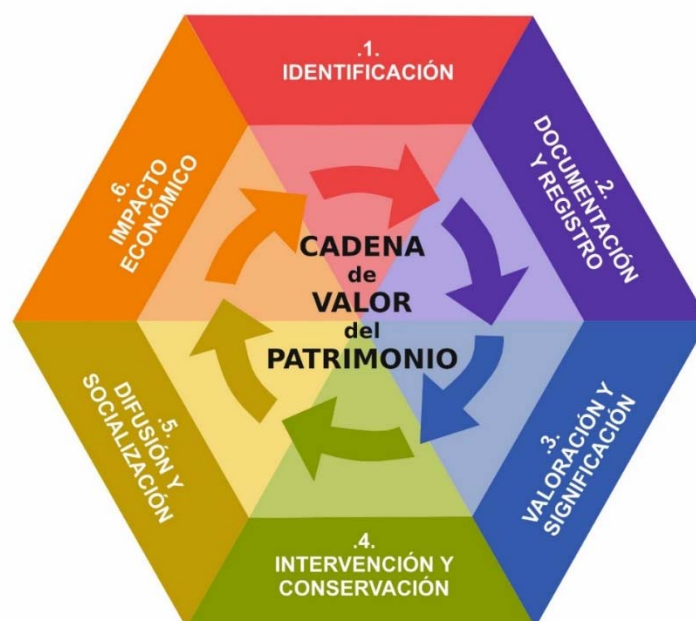 .1.
IDENTIFICACIÓN
.2.
DOCUMENTACIÓN
Y REGISTRO
.3.
VALORACIÓN Y
SIGNIFICACIÓN
.4.
INTERVENCIÓN Y
CONSERVACIÓN
.5.
DIFUSIÓN Y
SOCIALIZACIÓN
.6.
IMPACTO
ECONÓMICO
CADENA
de
VALOR
del
PATRIMONIO